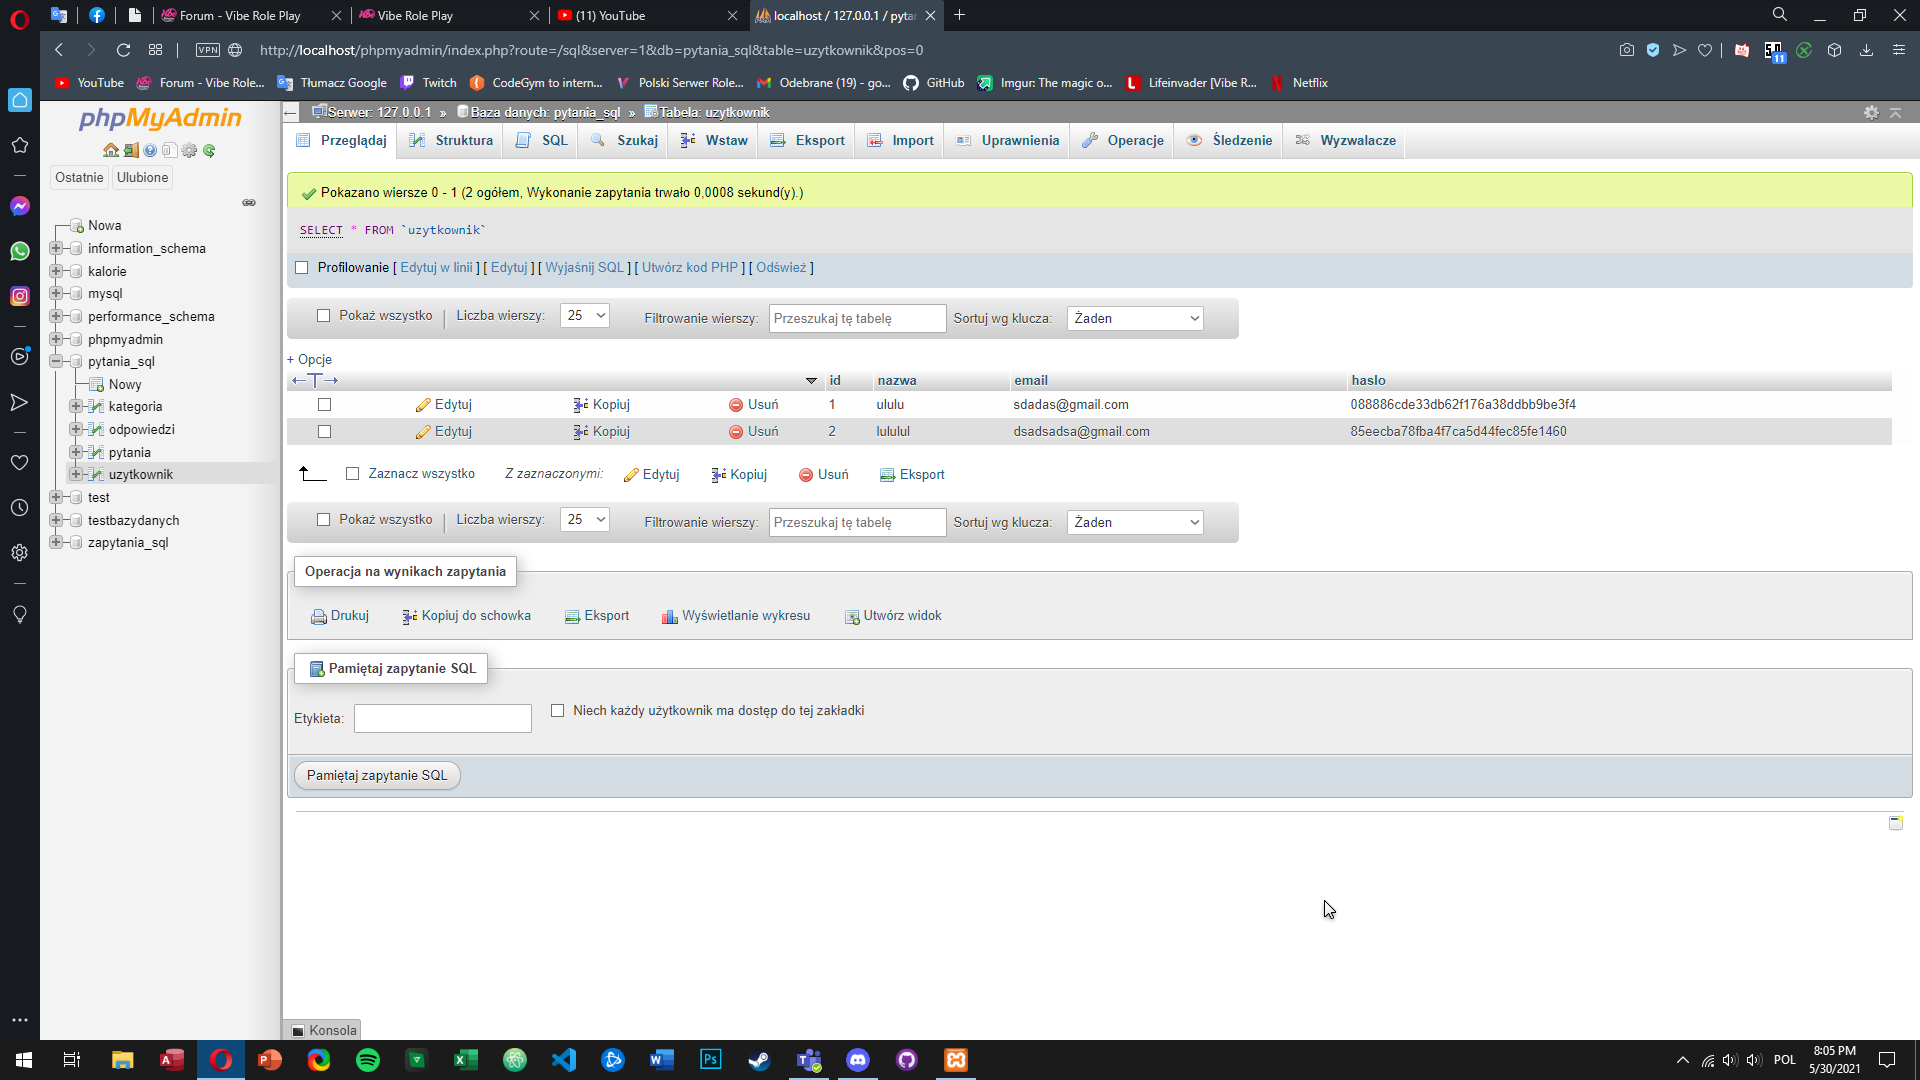 Forum - Vibe Role Play
Vibe Role Play
(11) YouTube
localhost / 127.0.0.1 / pytan
VPN
http://localhost/phpmyadmin/index.php?route=/sql&server=1&db=pytania_sql&table=uzytkownik&pos=0
11
YouTube
Forum - Vibe Role...
Tłumacz Google
Twitch
CodeGym to intern...
Polski Serwer Role...
Odebrane (19) - go...
GitHub
Imgur: The magic o...
Lifeinvader [Vibe R...
Netflix
phpMyAdmin
Ostatnie
Ulubione
Nowa
information_schema
kalorie
mysql
performance_schema
phpmyadmin
pytania_sql
Nowy
kategoria
odpowiedzi
pytania
uzytkownik
test
testbazydanych
zapytania_sql
Serwer: 127.0.0.1 » Baza danych: pytania_sql » Tabela: uzytkownik
Przeglądaj
Struktura
SQL
Szukaj
Wstaw
Eksport
Import
Uprawnienia
Operacje
Śledzenie
Wyzwalacze
Pokazano wiersze 0 - 1 (2 ogółem, Wykonanie zapytania trwało 0,0008 sekund(y).)
SELECT * FROM `uzytkownik`
Profilowanie [ Edytuj w linii ] [ Edytuj ] [ Wyjaśnij SQL ] [ Utwórz kod PHP ] [ Odśwież ]
Pokaż wszystko | Liczba wierszy: 25 Filtrowanie wierszy: Przeszukaj tę tabelę Sortuj wg klucza: Żaden
+ Opcje
←T→ id nazwa email haslo
Edytuj Kopiuj Usuń 1 ululu sdadas@gmail.com 088886cde33db62f176a38ddbb9be3f4
Edytuj Kopiuj Usuń 2 lululul dsadsadsa@gmail.com 85eecba78fba4f7ca5d44fec85fe1460
Zaznacz wszystko Z zaznaczonymi: Edytuj Kopiuj Usuń Eksport
Pokaż wszystko | Liczba wierszy: 25 Filtrowanie wierszy: Przeszukaj tę tabelę Sortuj wg klucza: Żaden
Operacja na wynikach zapytania
Drukuj Kopiuj do schowka Eksport Wyświetlanie wykresu Utwórz widok
Pamiętaj zapytanie SQL
Etykieta: Niech każdy użytkownik ma dostęp do tej zakładki
Pamiętaj zapytanie SQL
Konsola
POL
8:05 PM
5/30/2021